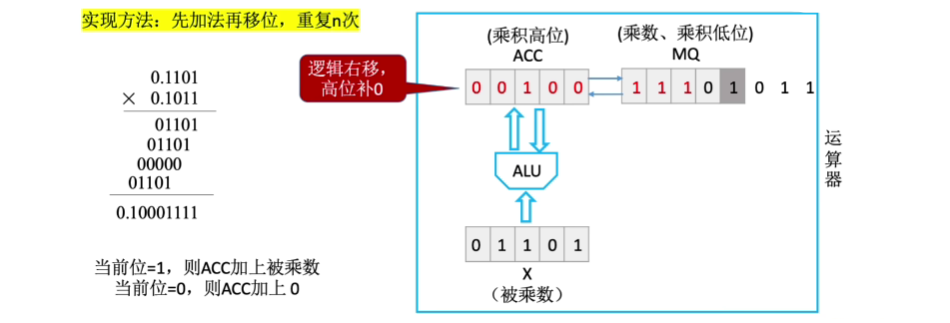 实现方法：先加法再移位，重复n次
0.1101
× 0.1011
01101
01101
00000
01101
0.10001111
当前位=1，则ACC加上被乘数
当前位=0，则ACC加上 0
(乘积高位)
ACC
(乘数、乘积低位)
MQ
逻辑右移，
高位补0
0 0 1 0 0
1 1 1 0 1 0 1 1
ALU
0 1 1 0 1
X
（被乘数）
运算器